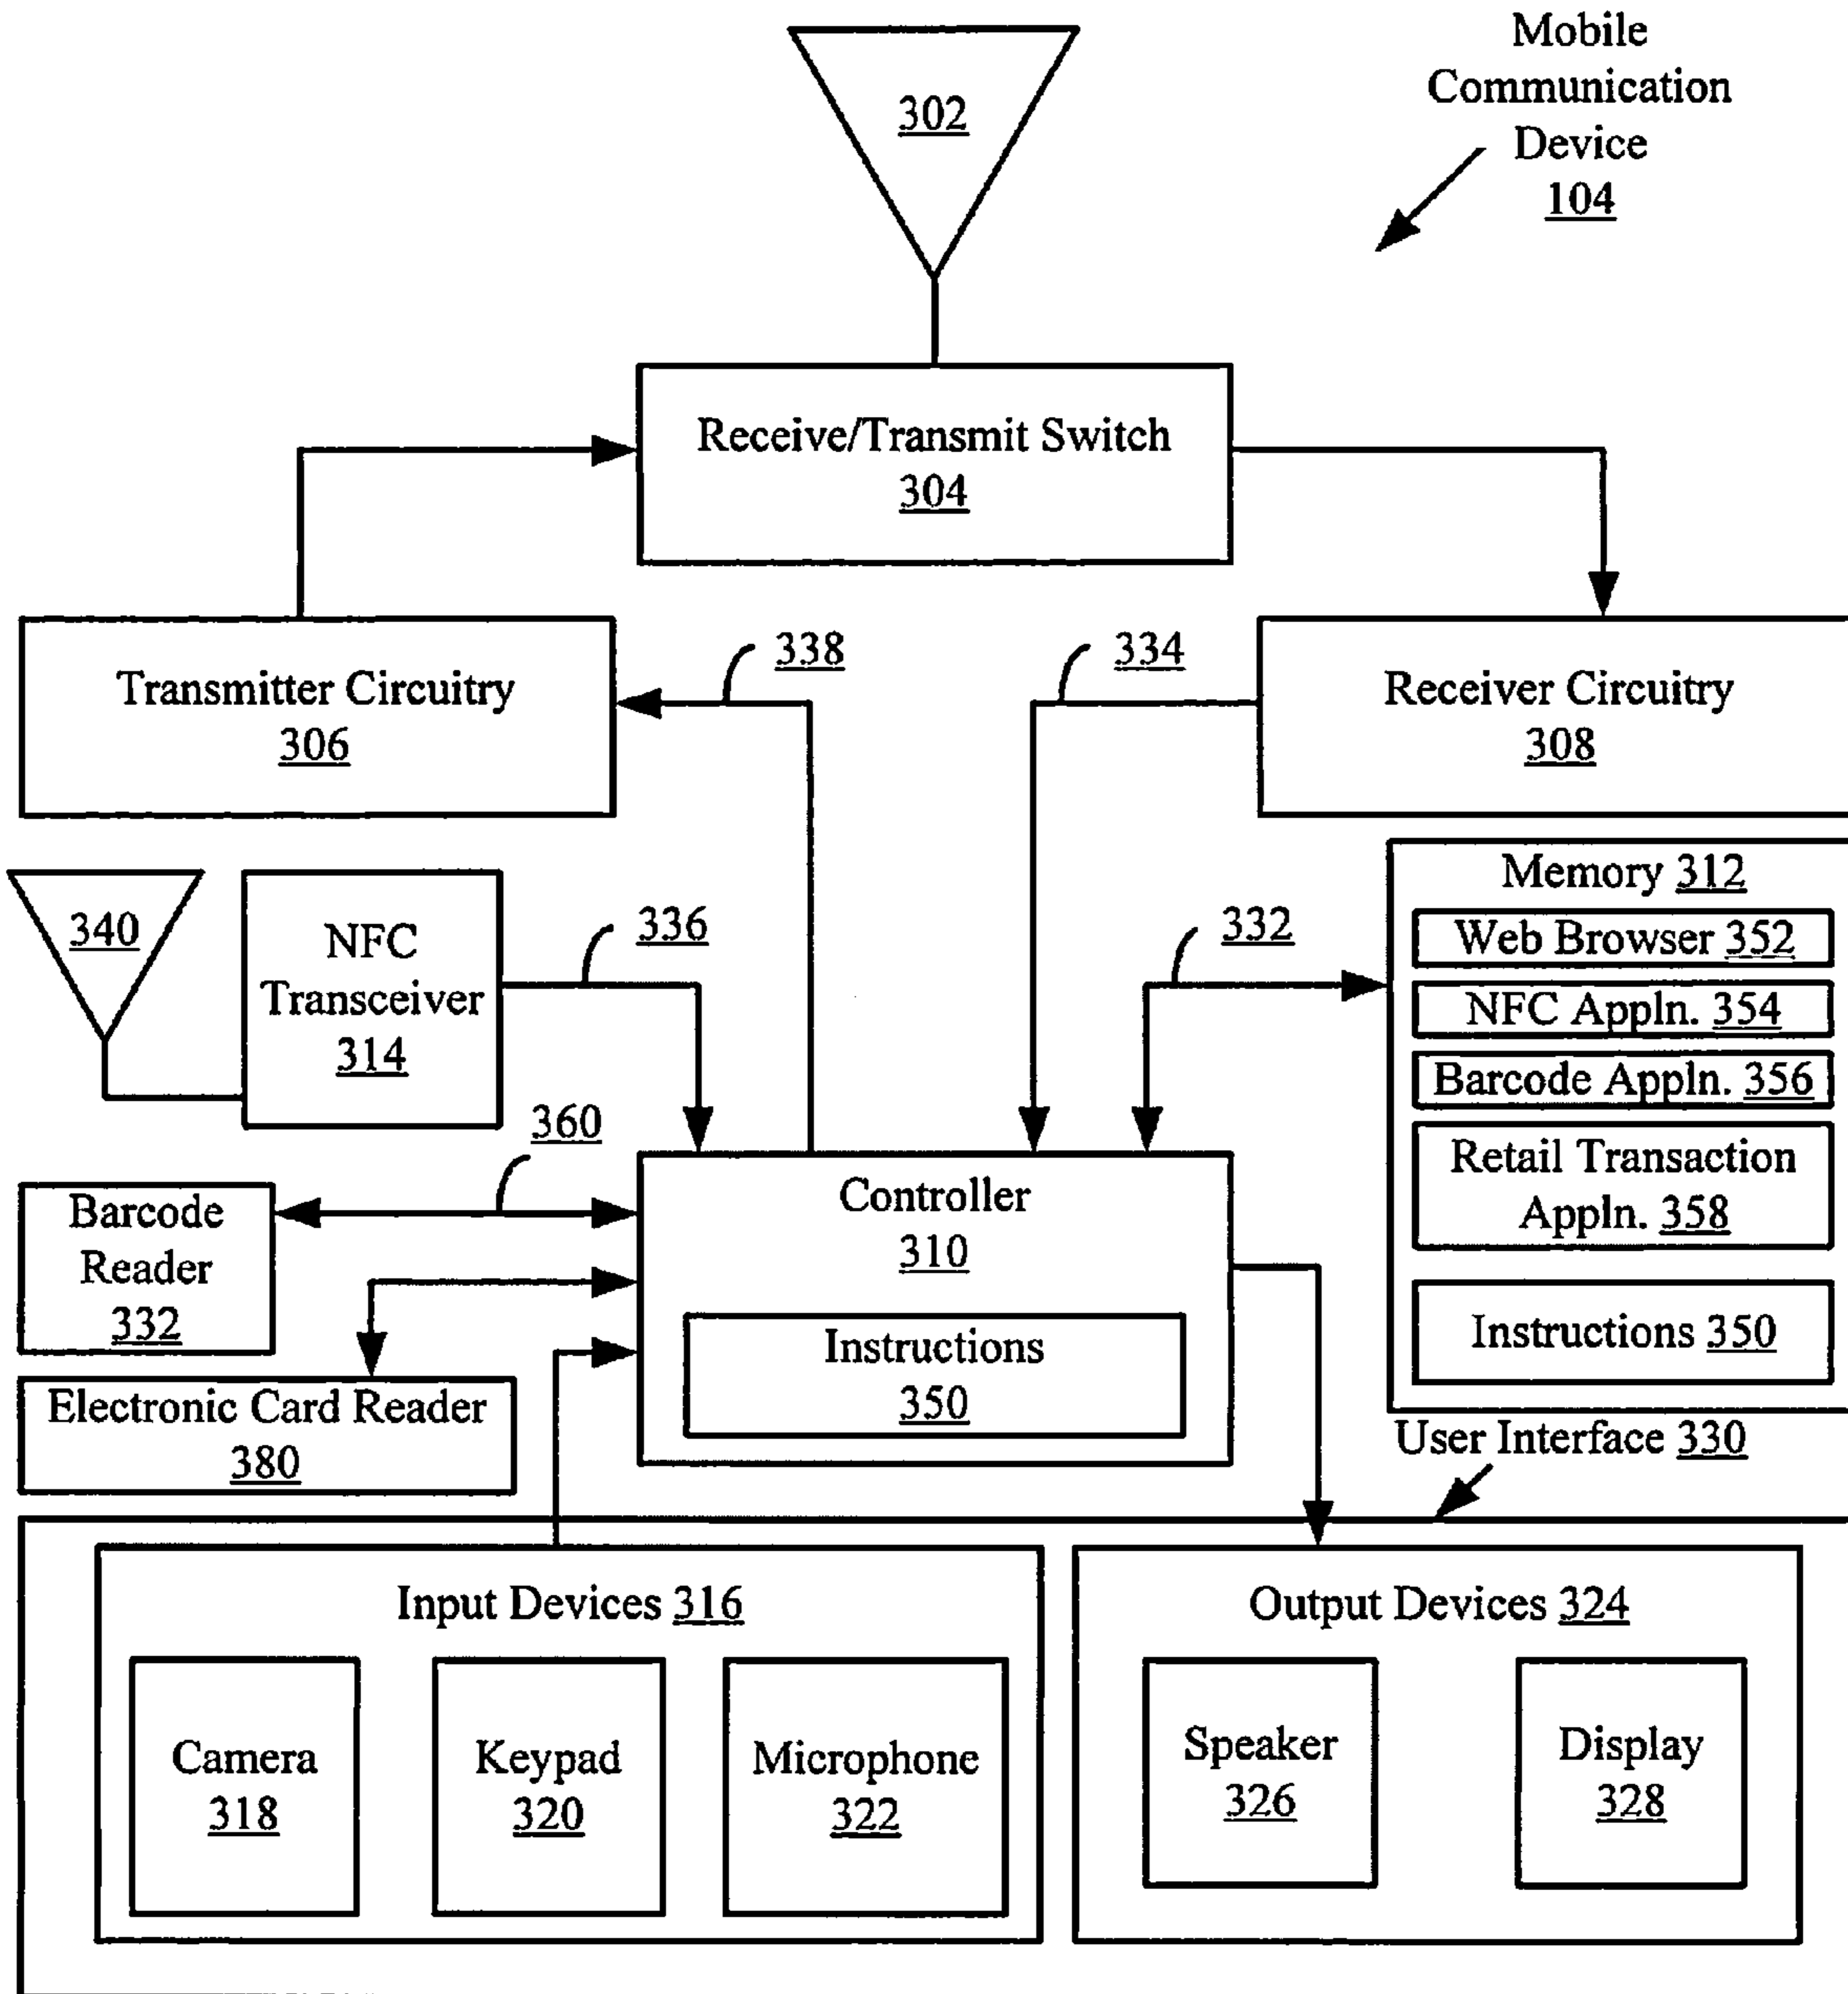 Mobile
Communication
Device
104
302
Receive/Transmit Switch
304
338
334
Transmitter Circuitry
306
Receiver Circuitry
308
340
NFC
Transceiver
314
336
332
Memory 312
Web Browser 352
NFC Appln. 354
Barcode Appln. 356
Retail Transaction
Appln. 358
Instructions 350
360
Barcode
Reader
332
Controller
310
Instructions
350
Electronic Card Reader
380
User Interface 330
Input Devices 316
Camera
318
Keypad
320
Microphone
322
Output Devices 324
Speaker
326
Display
328